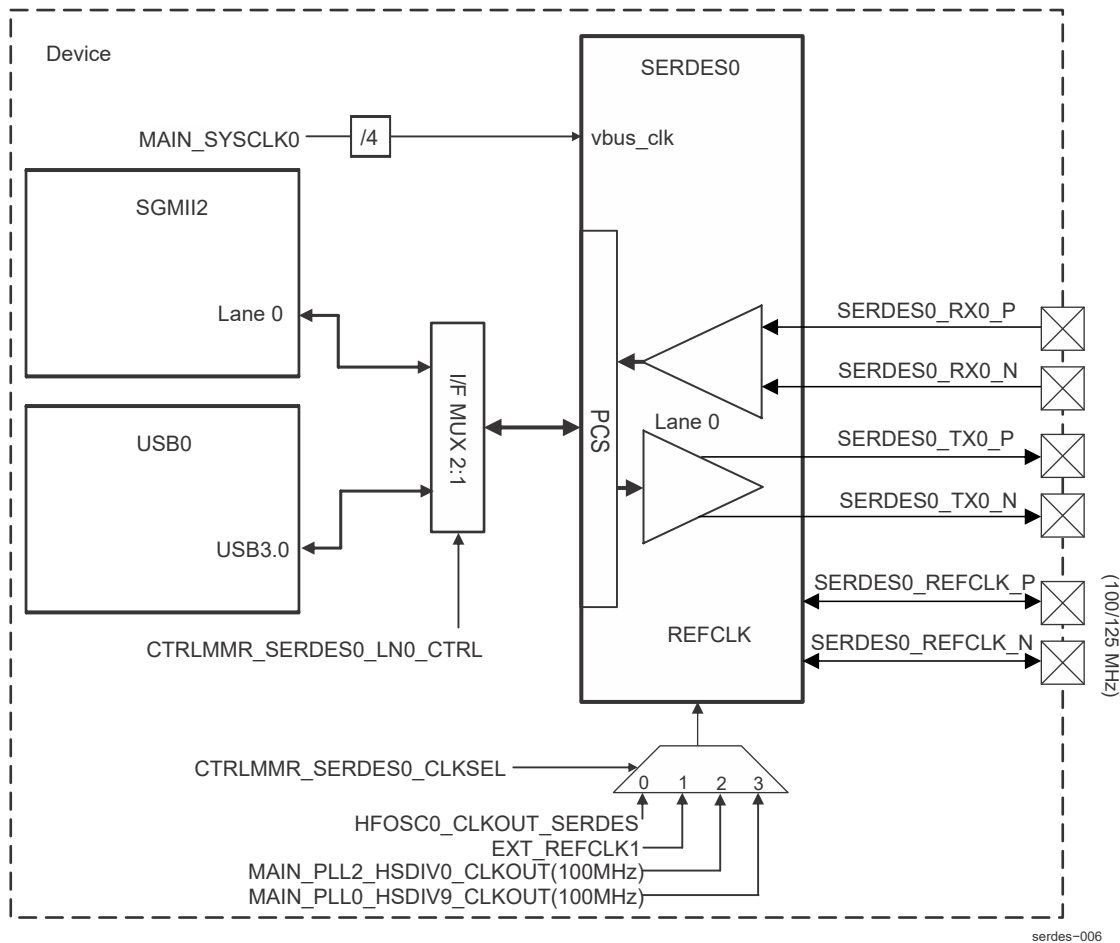 Device
SERDES0
MAIN_SYSCLK0
/4
vbus_clk
SGMII2
Lane 0
I/F MUX 2:1
PCS
SERDES0_RX0_P
SERDES0_RX0_N
Lane 0
SERDES0_TX0_P
SERDES0_TX0_N
USB0
USB3.0
SERDES0_REFCLK_P
SERDES0_REFCLK_N
(100/125 MHz)
REFCLK
CTRLMMR_SERDES0_LN0_CTRL
CTRLMMR_SERDES0_CLKSEL
0 1 2 3
HFOSC0_CLKOUT_SERDES
EXT_REFCLK1
MAIN_PLL2_HSDIV0_CLKOUT(100MHz)
MAIN_PLL0_HSDIV9_CLKOUT(100MHz)
serdes−006